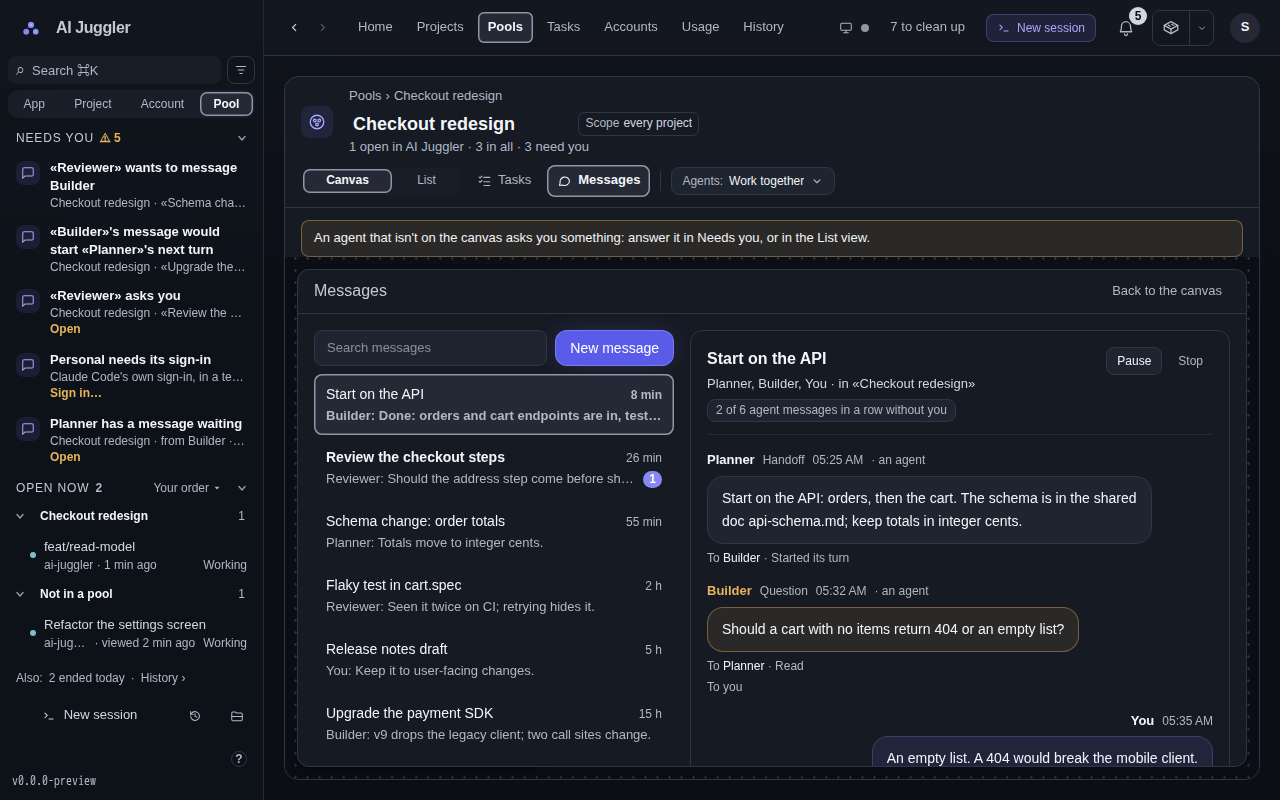 AI Juggler
Search ⌘K
App Project Account Pool
NEEDS YOU ⚠ 5
«Reviewer» wants to message
Builder
Checkout redesign · «Schema cha…
«Builder»'s message would
start «Planner»'s next turn
Checkout redesign · «Upgrade the…
«Reviewer» asks you
Checkout redesign · «Review the …
Open
Personal needs its sign-in
Claude Code's own sign-in, in a te…
Sign in…
Planner has a message waiting
Checkout redesign · from Builder ·…
Open
OPEN NOW 2 Your order
Checkout redesign 1
feat/read-model
ai-juggler · 1 min ago Working
Not in a pool 1
Refactor the settings screen
ai-jug… · viewed 2 min ago Working
Also: 2 ended today · History ›
New session
?
v0.0.0-preview
Home Projects Pools Tasks Accounts Usage History
7 to clean up
New session
5
S
Pools › Checkout redesign
Checkout redesign
Scope every project
1 open in AI Juggler · 3 in all · 3 need you
Canvas List Tasks Messages Agents: Work together
An agent that isn't on the canvas asks you something: answer it in Needs you, or in the List view.
Messages Back to the canvas
Search messages New message
Start on the API 8 min
Builder: Done: orders and cart endpoints are in, test…
Review the checkout steps 26 min
Reviewer: Should the address step come before sh… 1
Schema change: order totals 55 min
Planner: Totals move to integer cents.
Flaky test in cart.spec 2 h
Reviewer: Seen it twice on CI; retrying hides it.
Release notes draft 5 h
You: Keep it to user-facing changes.
Upgrade the payment SDK 15 h
Builder: v9 drops the legacy client; two call sites change.
Start on the API Pause Stop
Planner, Builder, You · in «Checkout redesign»
2 of 6 agent messages in a row without you
Planner Handoff 05:25 AM · an agent
Start on the API: orders, then the cart. The schema is in the shared
doc api-schema.md; keep totals in integer cents.
To Builder · Started its turn
Builder Question 05:32 AM · an agent
Should a cart with no items return 404 or an empty list?
To Planner · Read
To you
You 05:35 AM
An empty list. A 404 would break the mobile client.